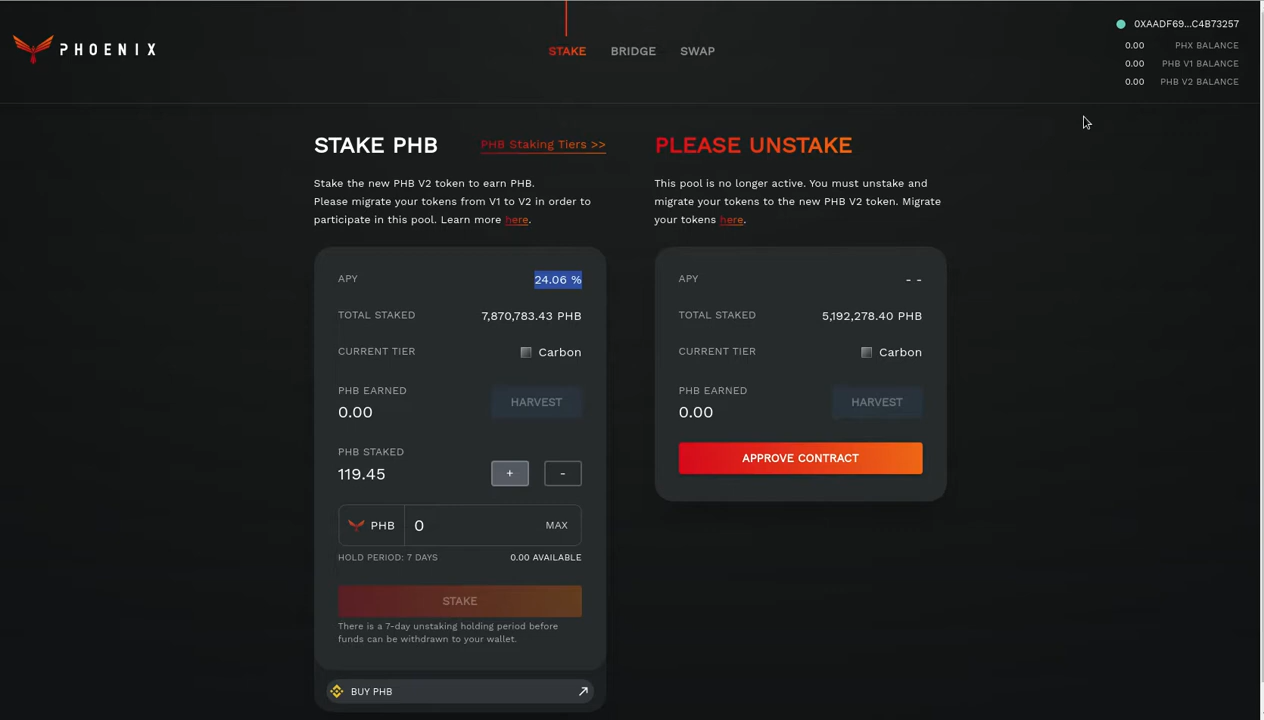 PHOENIX
STAKE BRIDGE SWAP
0XAADF69...C4B73257
0.00 PHX BALANCE
0.00 PHB V1 BALANCE
0.00 PHB V2 BALANCE
STAKE PHB
PHB Staking Tiers >>
Stake the new PHB V2 token to earn PHB.
Please migrate your tokens from V1 to V2 in order to
participate in this pool. Learn more here.
APY 24.06 %
TOTAL STAKED 7,870,783.43 PHB
CURRENT TIER Carbon
PHB EARNED
0.00 HARVEST
PHB STAKED
119.45 + -
PHB 0 MAX
HOLD PERIOD: 7 DAYS 0.00 AVAILABLE
STAKE
There is a 7-day unstaking holding period before
funds can be withdrawn to your wallet.
BUY PHB
PLEASE UNSTAKE
This pool is no longer active. You must unstake and
migrate your tokens to the new PHB V2 token. Migrate
your tokens here.
APY - -
TOTAL STAKED 5,192,278.40 PHB
CURRENT TIER Carbon
PHB EARNED
0.00 HARVEST
APPROVE CONTRACT